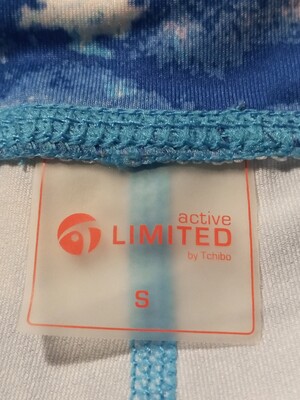 active
LIMITED
by Tchibo
S